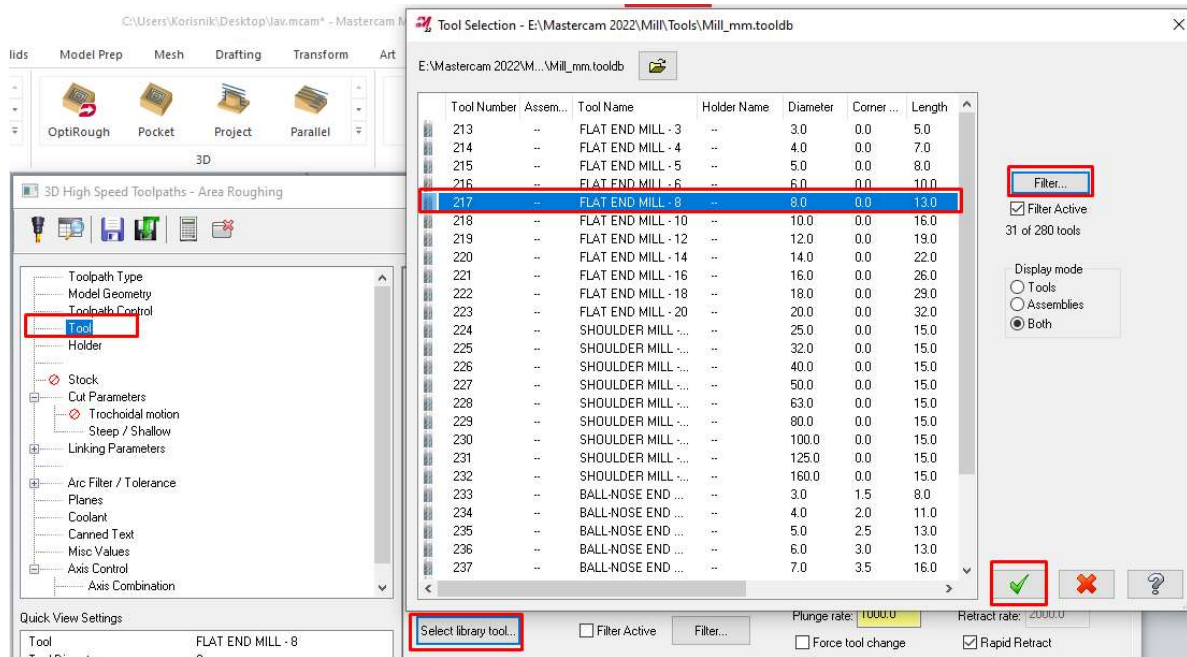 C:\Users\Korisnik\Desktop\lav.mcam* - Mastercam M
lids Model Prep Mesh Drafting Transform Art
OptiRough Pocket Project Parallel
3D
3D High Speed Toolpaths - Area Roughing
Toolpath Type
Model Geometry
Toolpath Control
Tool
Holder
Stock
Cut Parameters
Trochoidal motion
Steep / Shallow
Linking Parameters
Arc Filter / Tolerance
Planes
Coolant
Canned Text
Misc Values
Axis Control
Axis Combination
Quick View Settings
Tool FLAT END MILL - 8
Tool Selection - E:\Mastercam 2022\Mill\Tools\Mill_mm.tooldb
E:\Mastercam 2022\M...\Mill_mm.tooldb
Tool Number Assem... Tool Name Holder Name Diameter Corner ... Length
213 -- FLAT END MILL - 3 -- 3.0 0.0 5.0
214 -- FLAT END MILL - 4 -- 4.0 0.0 7.0
215 -- FLAT END MILL - 5 -- 5.0 0.0 8.0
216 -- FLAT END MILL - 6 -- 6.0 0.0 10.0
217 -- FLAT END MILL - 8 -- 8.0 0.0 13.0
218 -- FLAT END MILL - 10 -- 10.0 0.0 16.0
219 -- FLAT END MILL - 12 -- 12.0 0.0 19.0
220 -- FLAT END MILL - 14 -- 14.0 0.0 22.0
221 -- FLAT END MILL - 16 -- 16.0 0.0 26.0
222 -- FLAT END MILL - 18 -- 18.0 0.0 29.0
223 -- FLAT END MILL - 20 -- 20.0 0.0 32.0
224 -- SHOULDER MILL -... -- 25.0 0.0 15.0
225 -- SHOULDER MILL -... -- 32.0 0.0 15.0
226 -- SHOULDER MILL -... -- 40.0 0.0 15.0
227 -- SHOULDER MILL -... -- 50.0 0.0 15.0
228 -- SHOULDER MILL -... -- 63.0 0.0 15.0
229 -- SHOULDER MILL -... -- 80.0 0.0 15.0
230 -- SHOULDER MILL -... -- 100.0 0.0 15.0
231 -- SHOULDER MILL -... -- 125.0 0.0 15.0
232 -- SHOULDER MILL -... -- 160.0 0.0 15.0
233 -- BALL-NOSE END ... -- 3.0 1.5 8.0
234 -- BALL-NOSE END ... -- 4.0 2.0 11.0
235 -- BALL-NOSE END ... -- 5.0 2.5 13.0
236 -- BALL-NOSE END ... -- 6.0 3.0 13.0
237 -- BALL-NOSE END ... -- 7.0 3.5 16.0
Filter...
Filter Active
31 of 280 tools
Display mode
Tools
Assemblies
Both
Plunge rate: 1000.0 Retract rate: 2000.0
Select library tool... Filter Active Filter...
Force tool change Rapid Retract